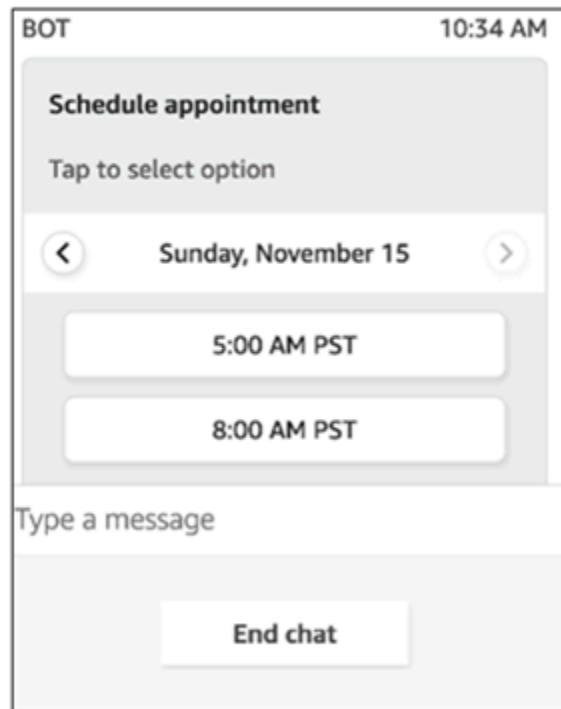 BOT 10:34 AM
Schedule appointment
Tap to select option
Sunday, November 15
5:00 AM PST
8:00 AM PST
Type a message
End chat